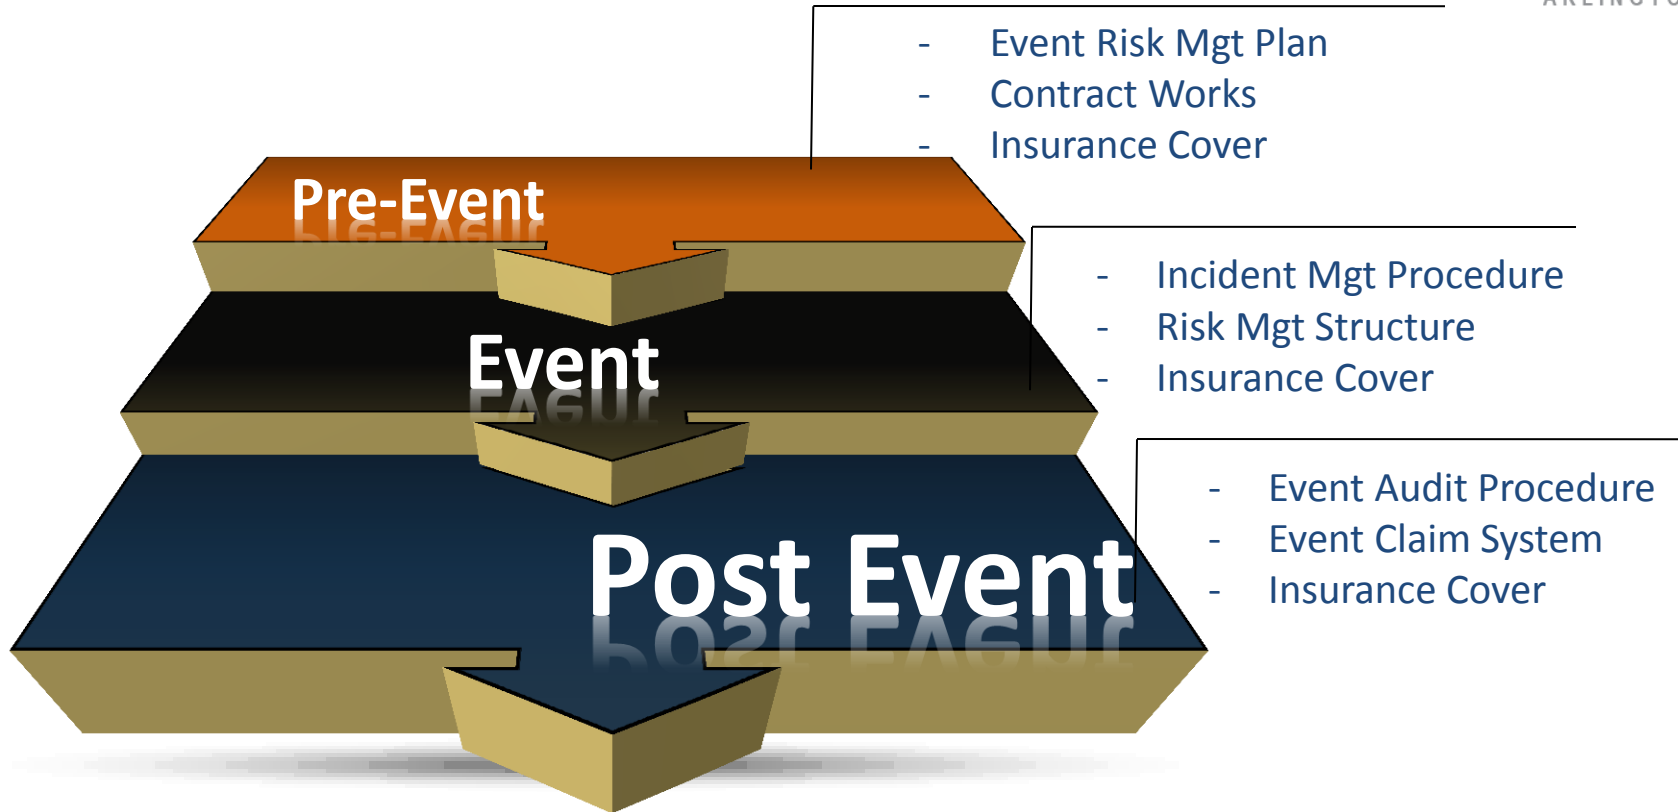 - Event Risk Mgt Plan
- Contract Works
- Insurance Cover
Pre-Event
- Incident Mgt Procedure
- Risk Mgt Structure
- Insurance Cover
Event
- Event Audit Procedure
- Event Claim System
- Insurance Cover
Post Event